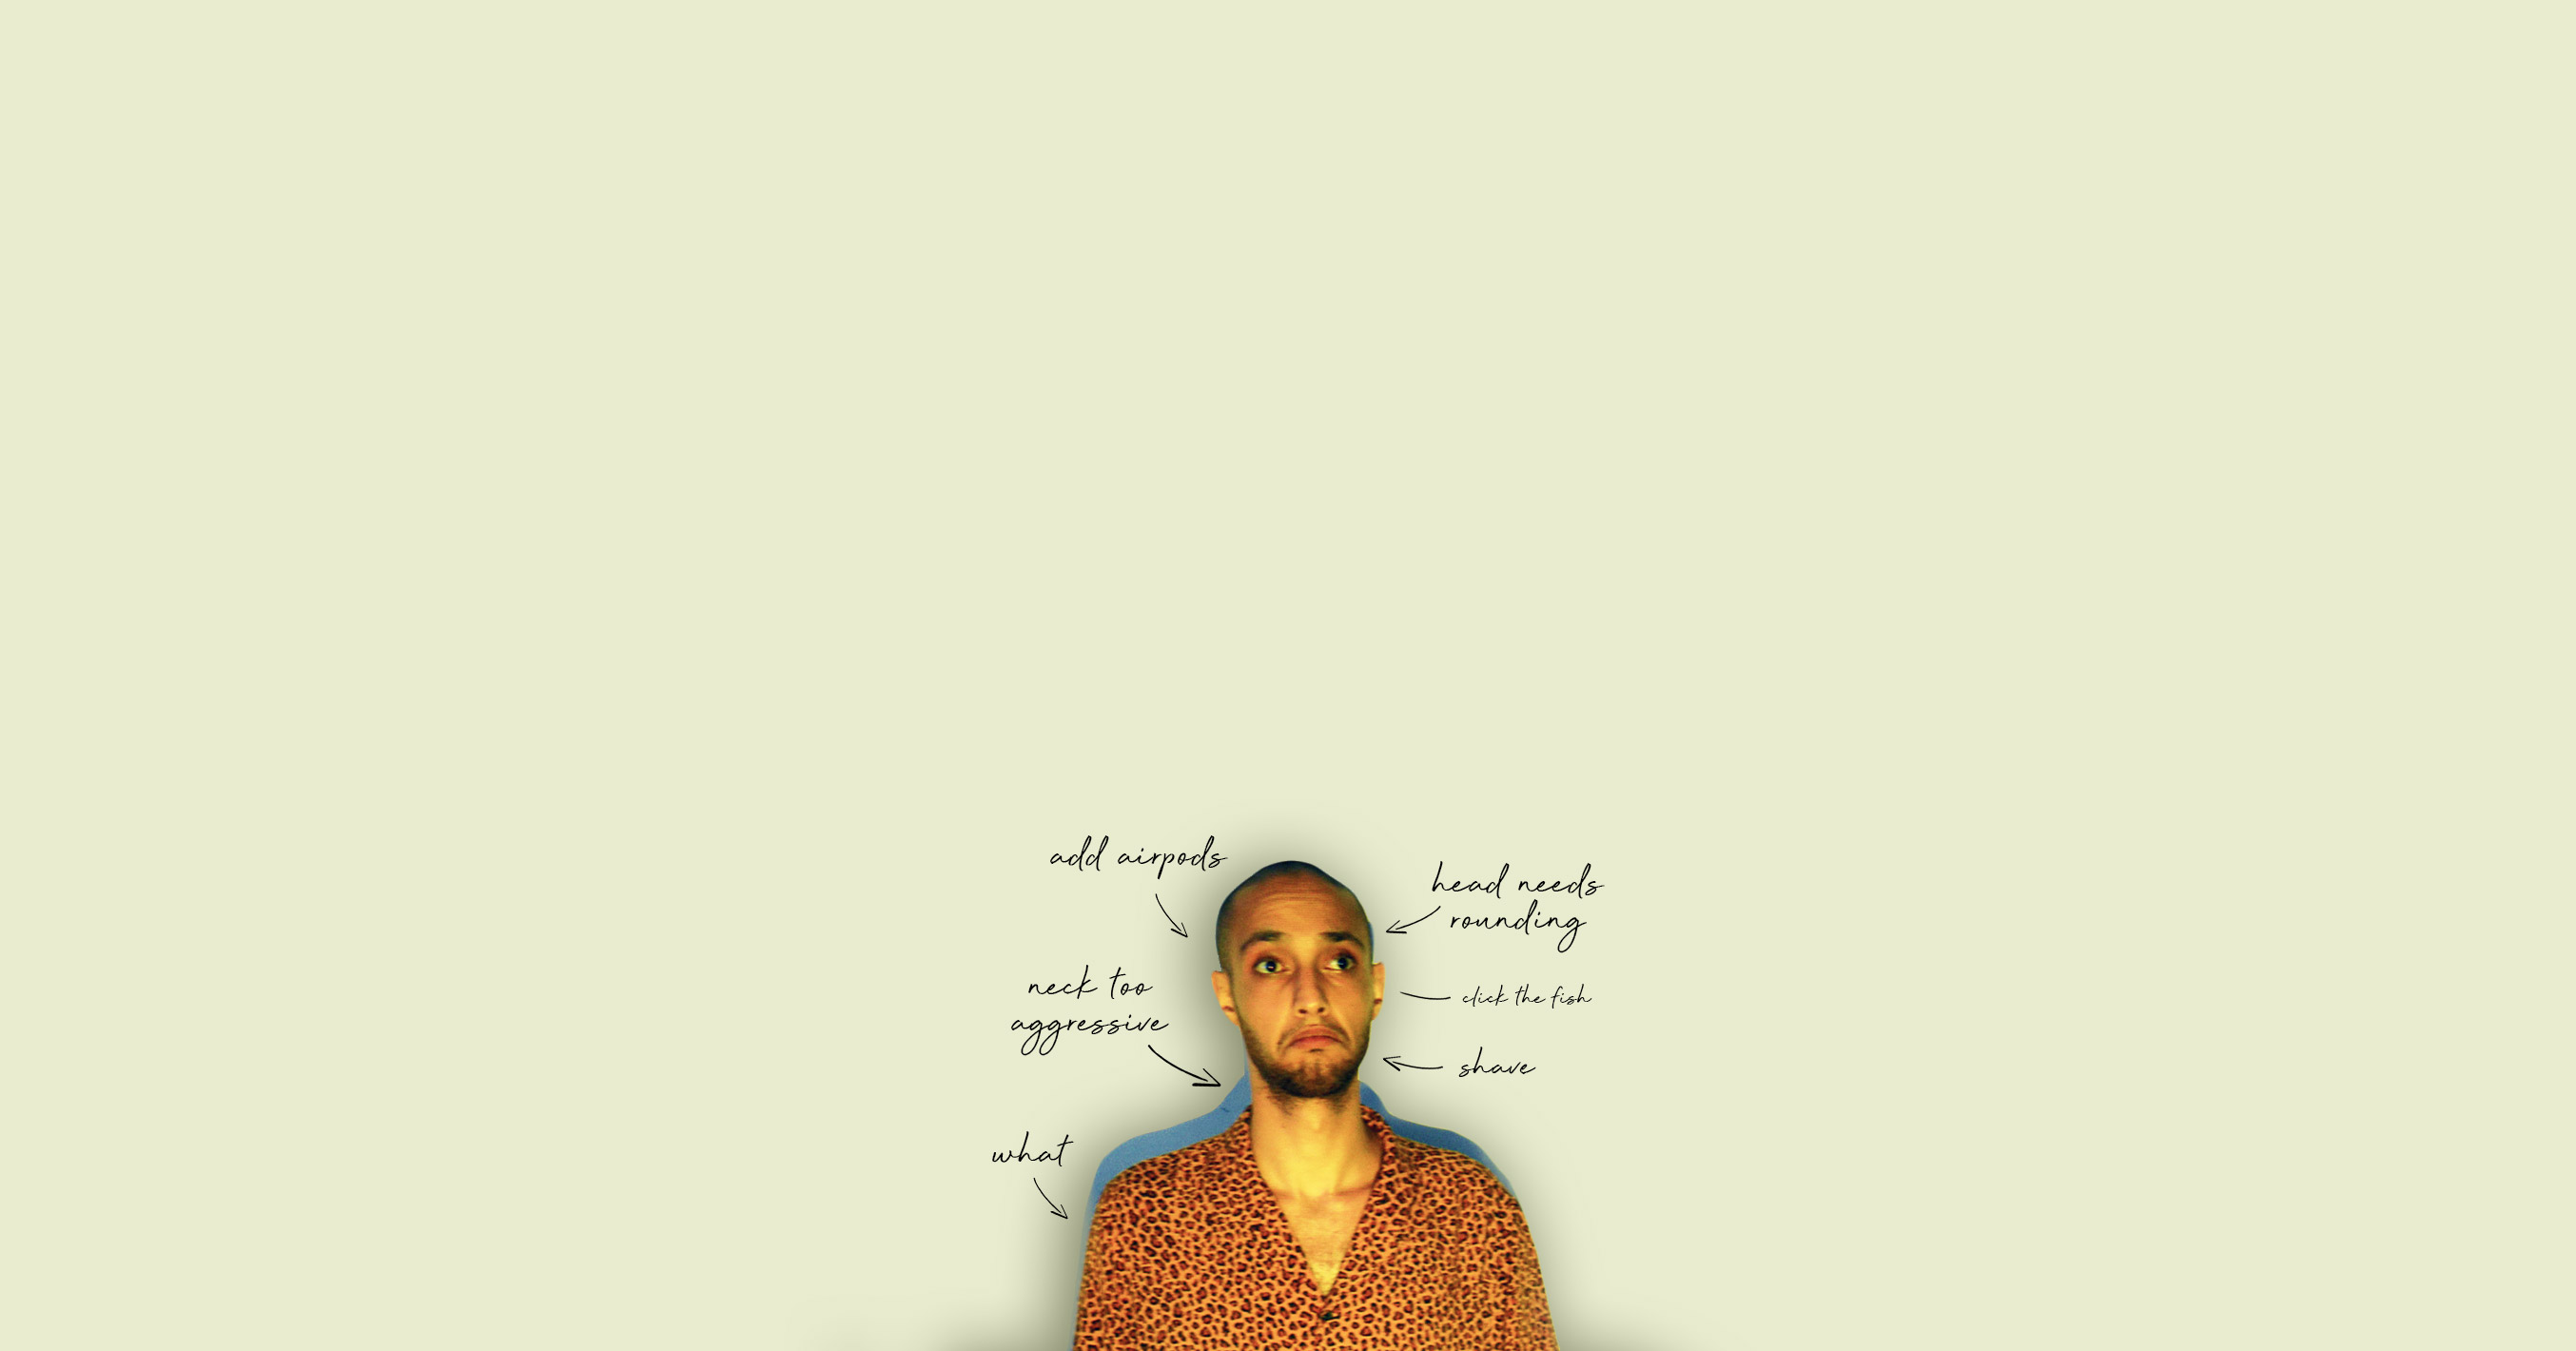 add airpods
head needs
rounding
neck too
aggressive
click the fish
shave
what